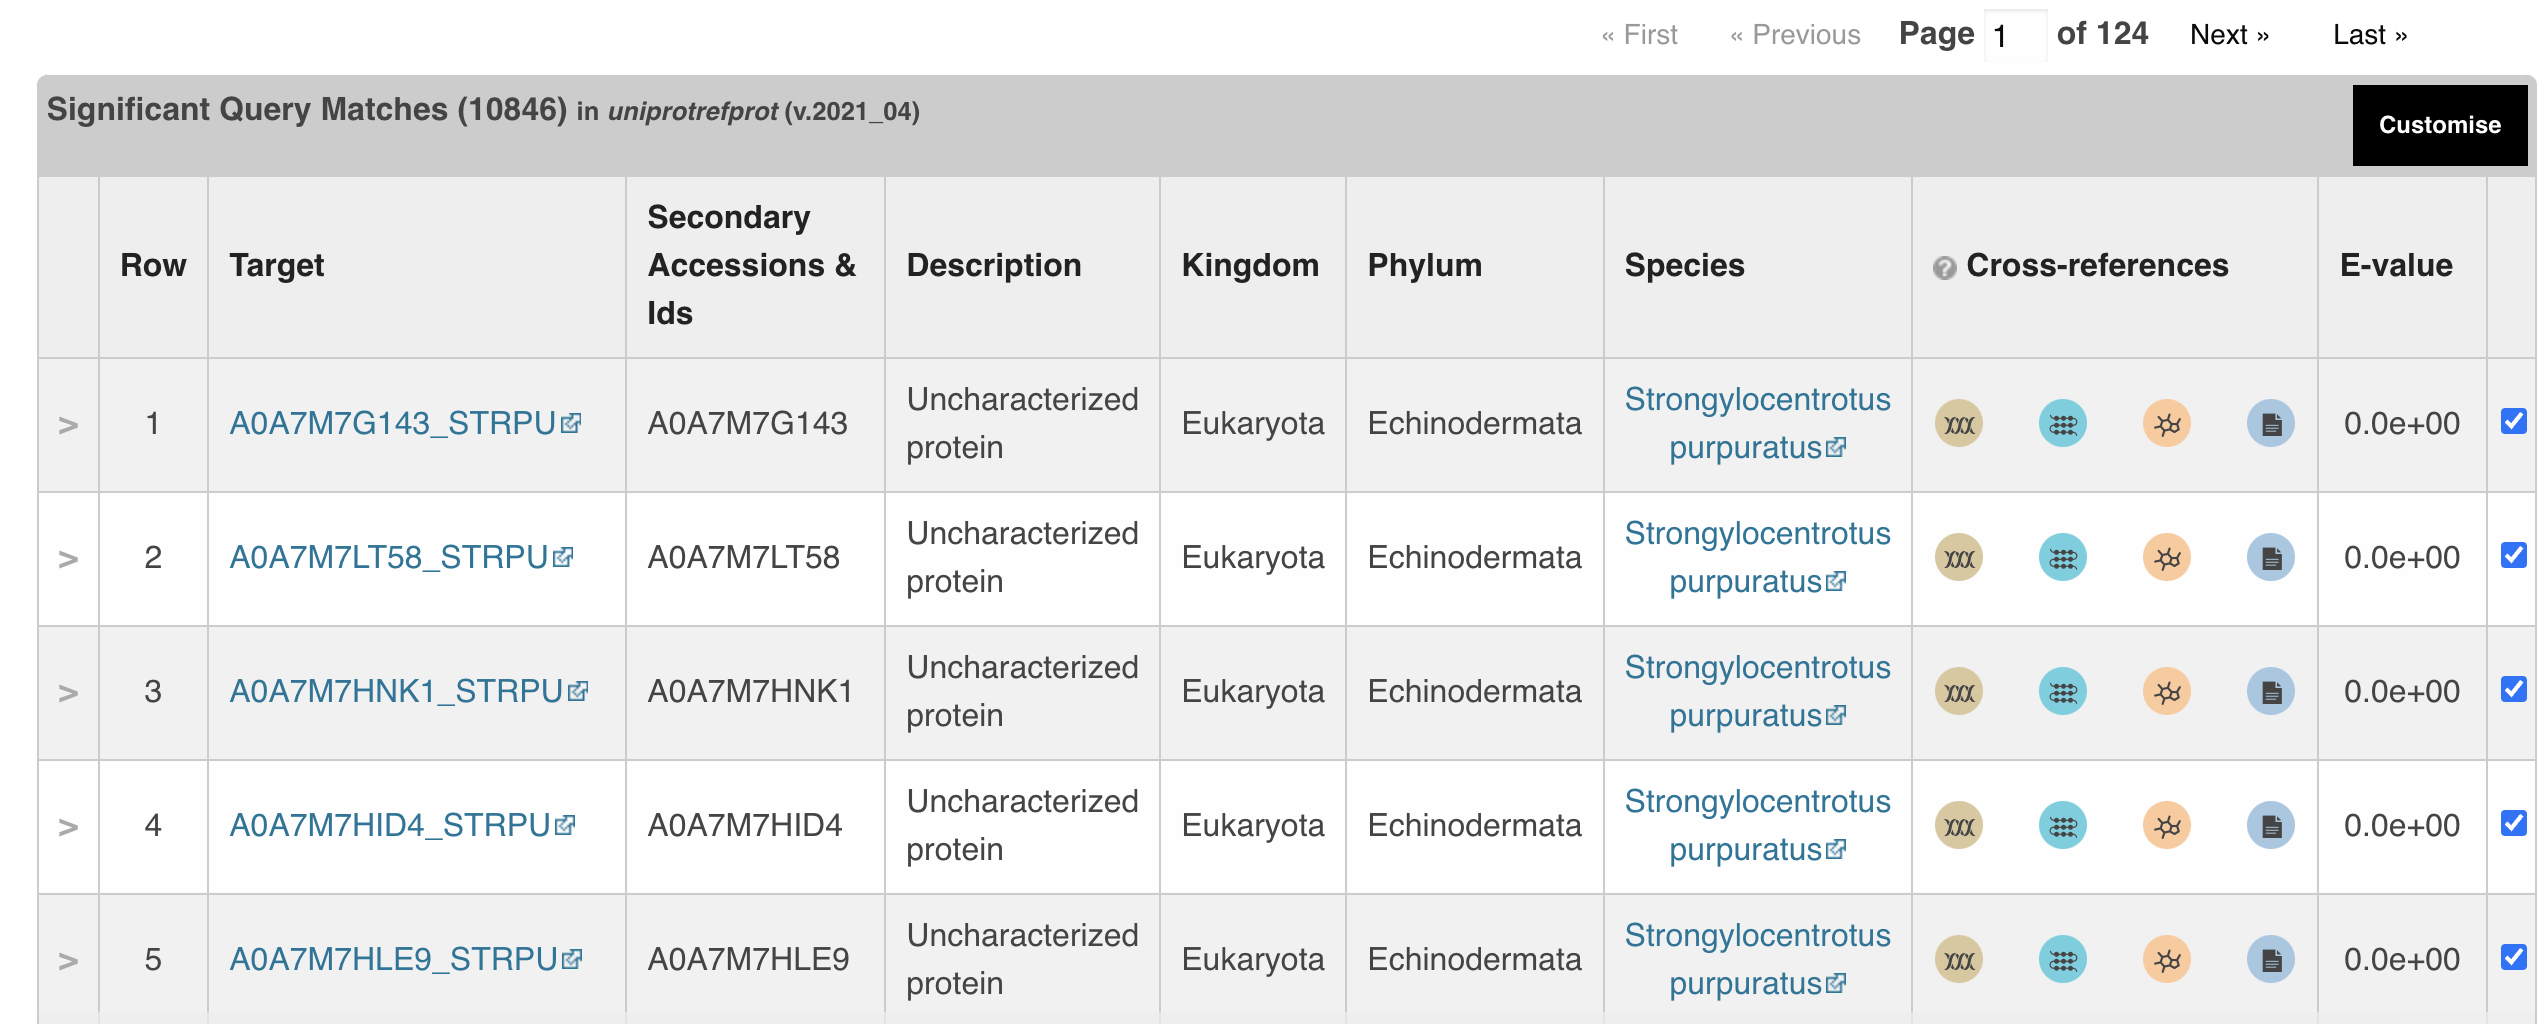 « First « Previous Page 1 of 124 Next » Last »
Significant Query Matches (10846) in uniprotrefprot (v.2021_04) Customise
Row Target Secondary Accessions & Ids Description Kingdom Phylum Species ? Cross-references E-value
> 1 A0A7M7G143_STRPU A0A7M7G143 Uncharacterized protein Eukaryota Echinodermata Strongylocentrotus purpuratus 0.0e+00
> 2 A0A7M7LT58_STRPU A0A7M7LT58 Uncharacterized protein Eukaryota Echinodermata Strongylocentrotus purpuratus 0.0e+00
> 3 A0A7M7HNK1_STRPU A0A7M7HNK1 Uncharacterized protein Eukaryota Echinodermata Strongylocentrotus purpuratus 0.0e+00
> 4 A0A7M7HID4_STRPU A0A7M7HID4 Uncharacterized protein Eukaryota Echinodermata Strongylocentrotus purpuratus 0.0e+00
> 5 A0A7M7HLE9_STRPU A0A7M7HLE9 Uncharacterized protein Eukaryota Echinodermata Strongylocentrotus purpuratus 0.0e+00